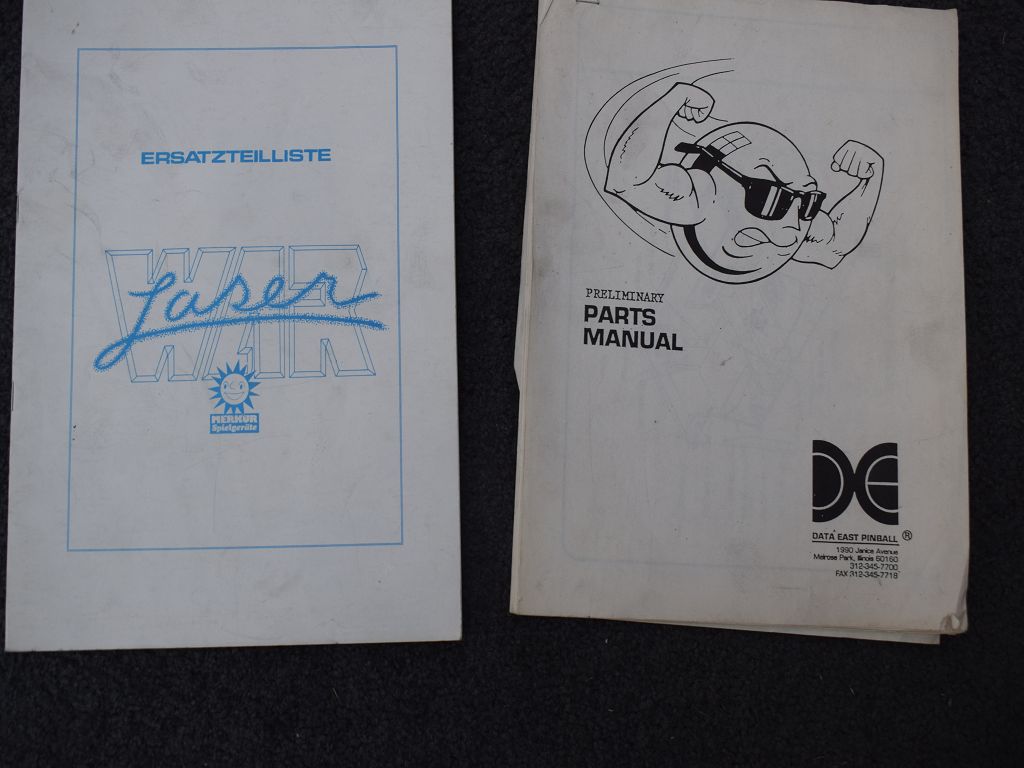 ERSATZTEILLISTE
Laser
WAR
MERKUR
Spielgeräte
PRELIMINARY
PARTS
MANUAL
DE
DATA EAST PINBALL ®
1990 Janice Avenue
Melrose Park, Illinois 60160
312-345-7700
FAX 312-345-7718